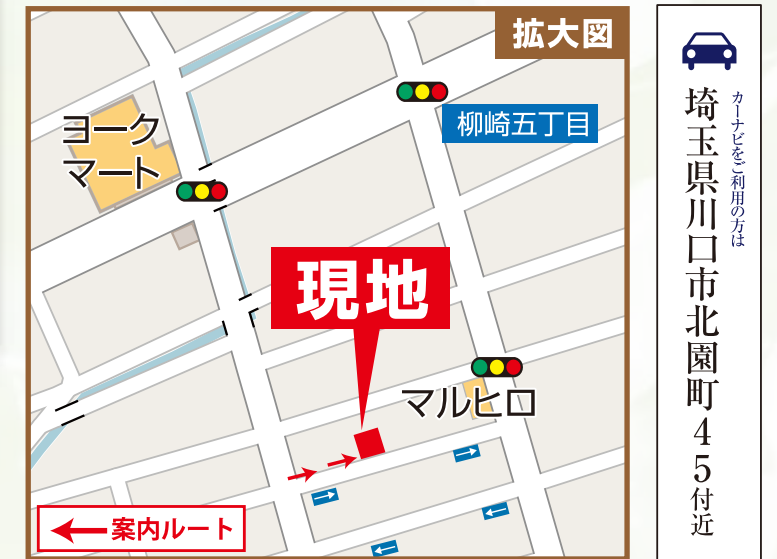 拡大図
柳崎五丁目
ヨーク
マート
現地
マルヒロ
案内ルート
カーナビをご利用の方は
埼玉県川口市北園町45付近